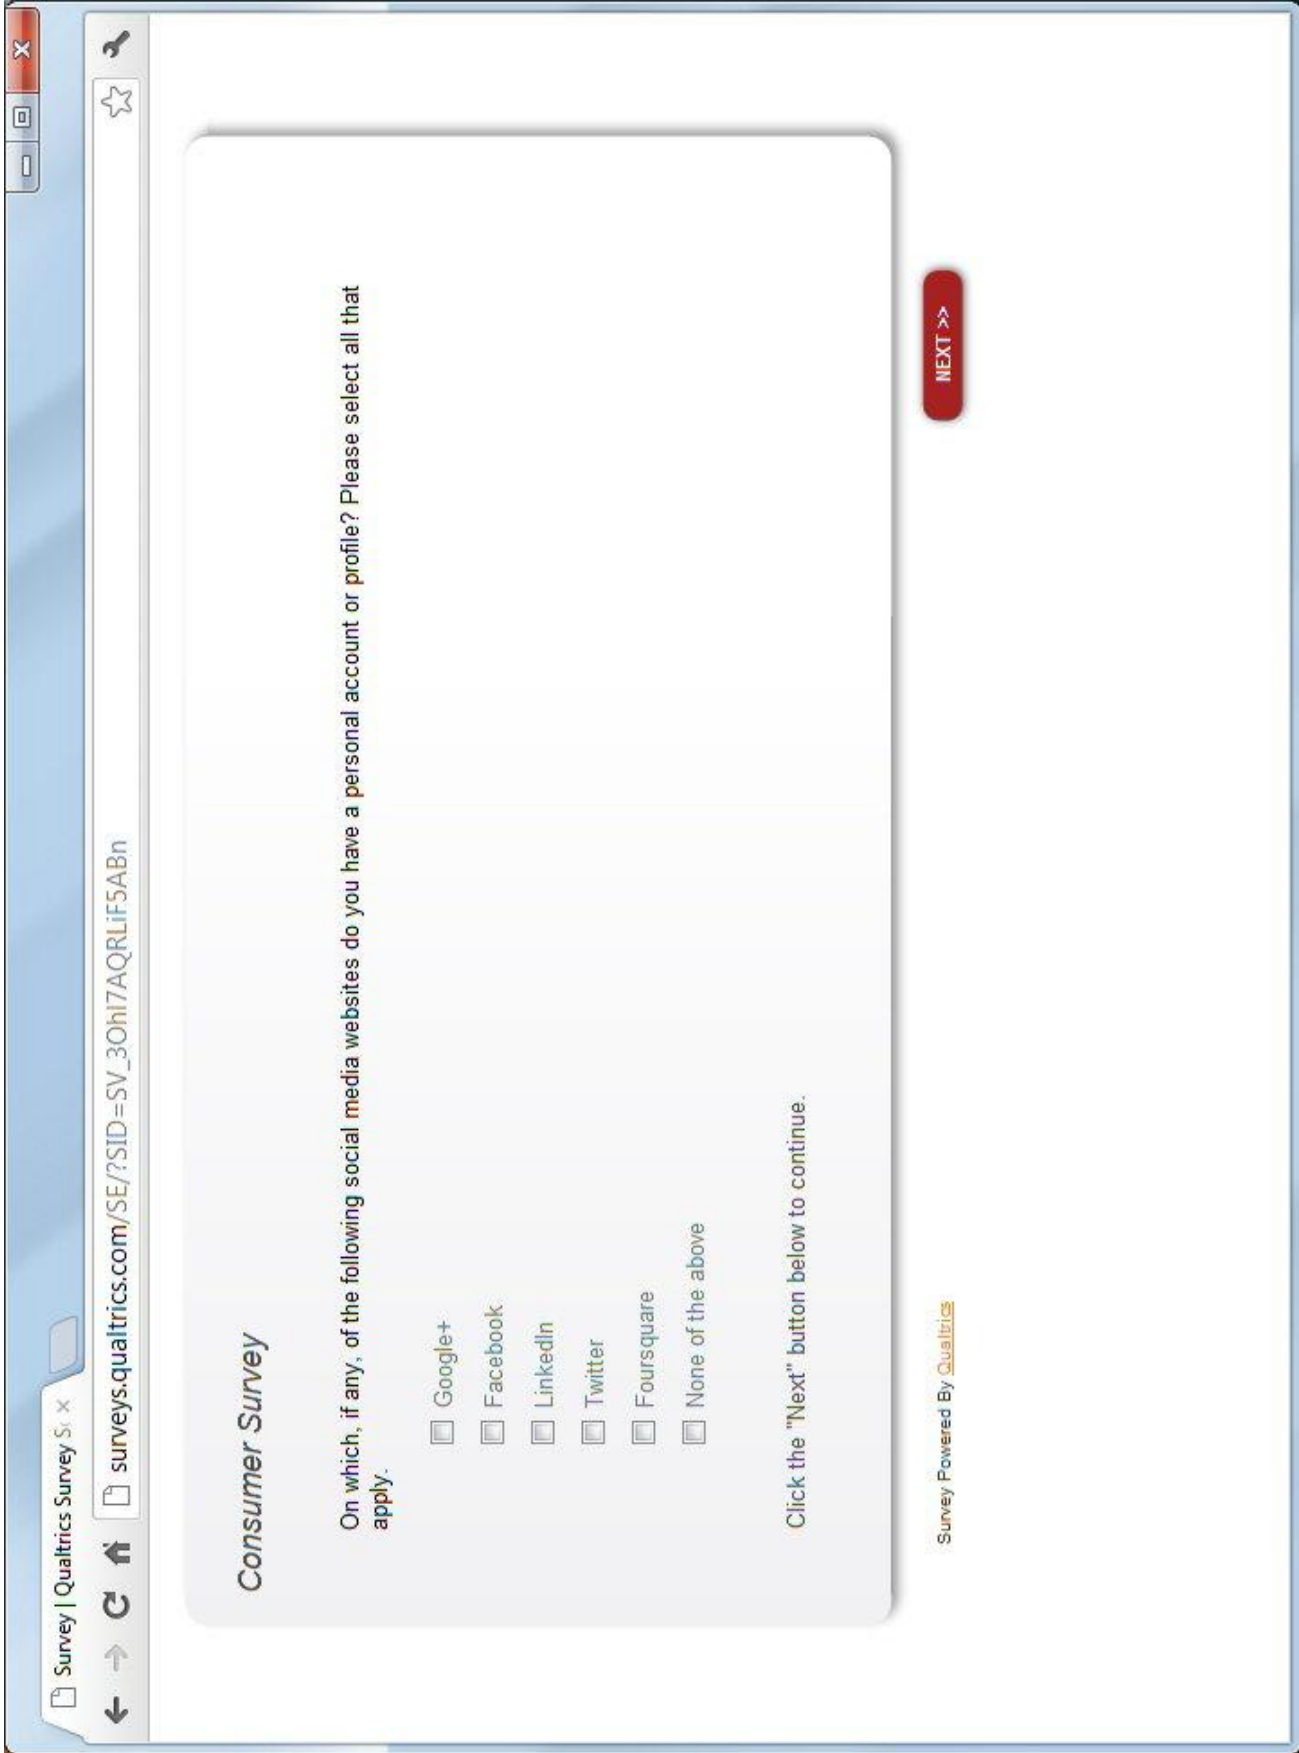 Survey | Qualtrics Survey S
surveys.qualtrics.com/SE/?SID=SV_3OhI7AQRLiF5ABn
Consumer Survey
On which, if any, of the following social media websites do you have a personal account or profile? Please select all that
apply.
Google+
Facebook
LinkedIn
Twitter
Foursquare
None of the above
Click the "Next" button below to continue.
NEXT >>
Survey Powered By Qualtrics